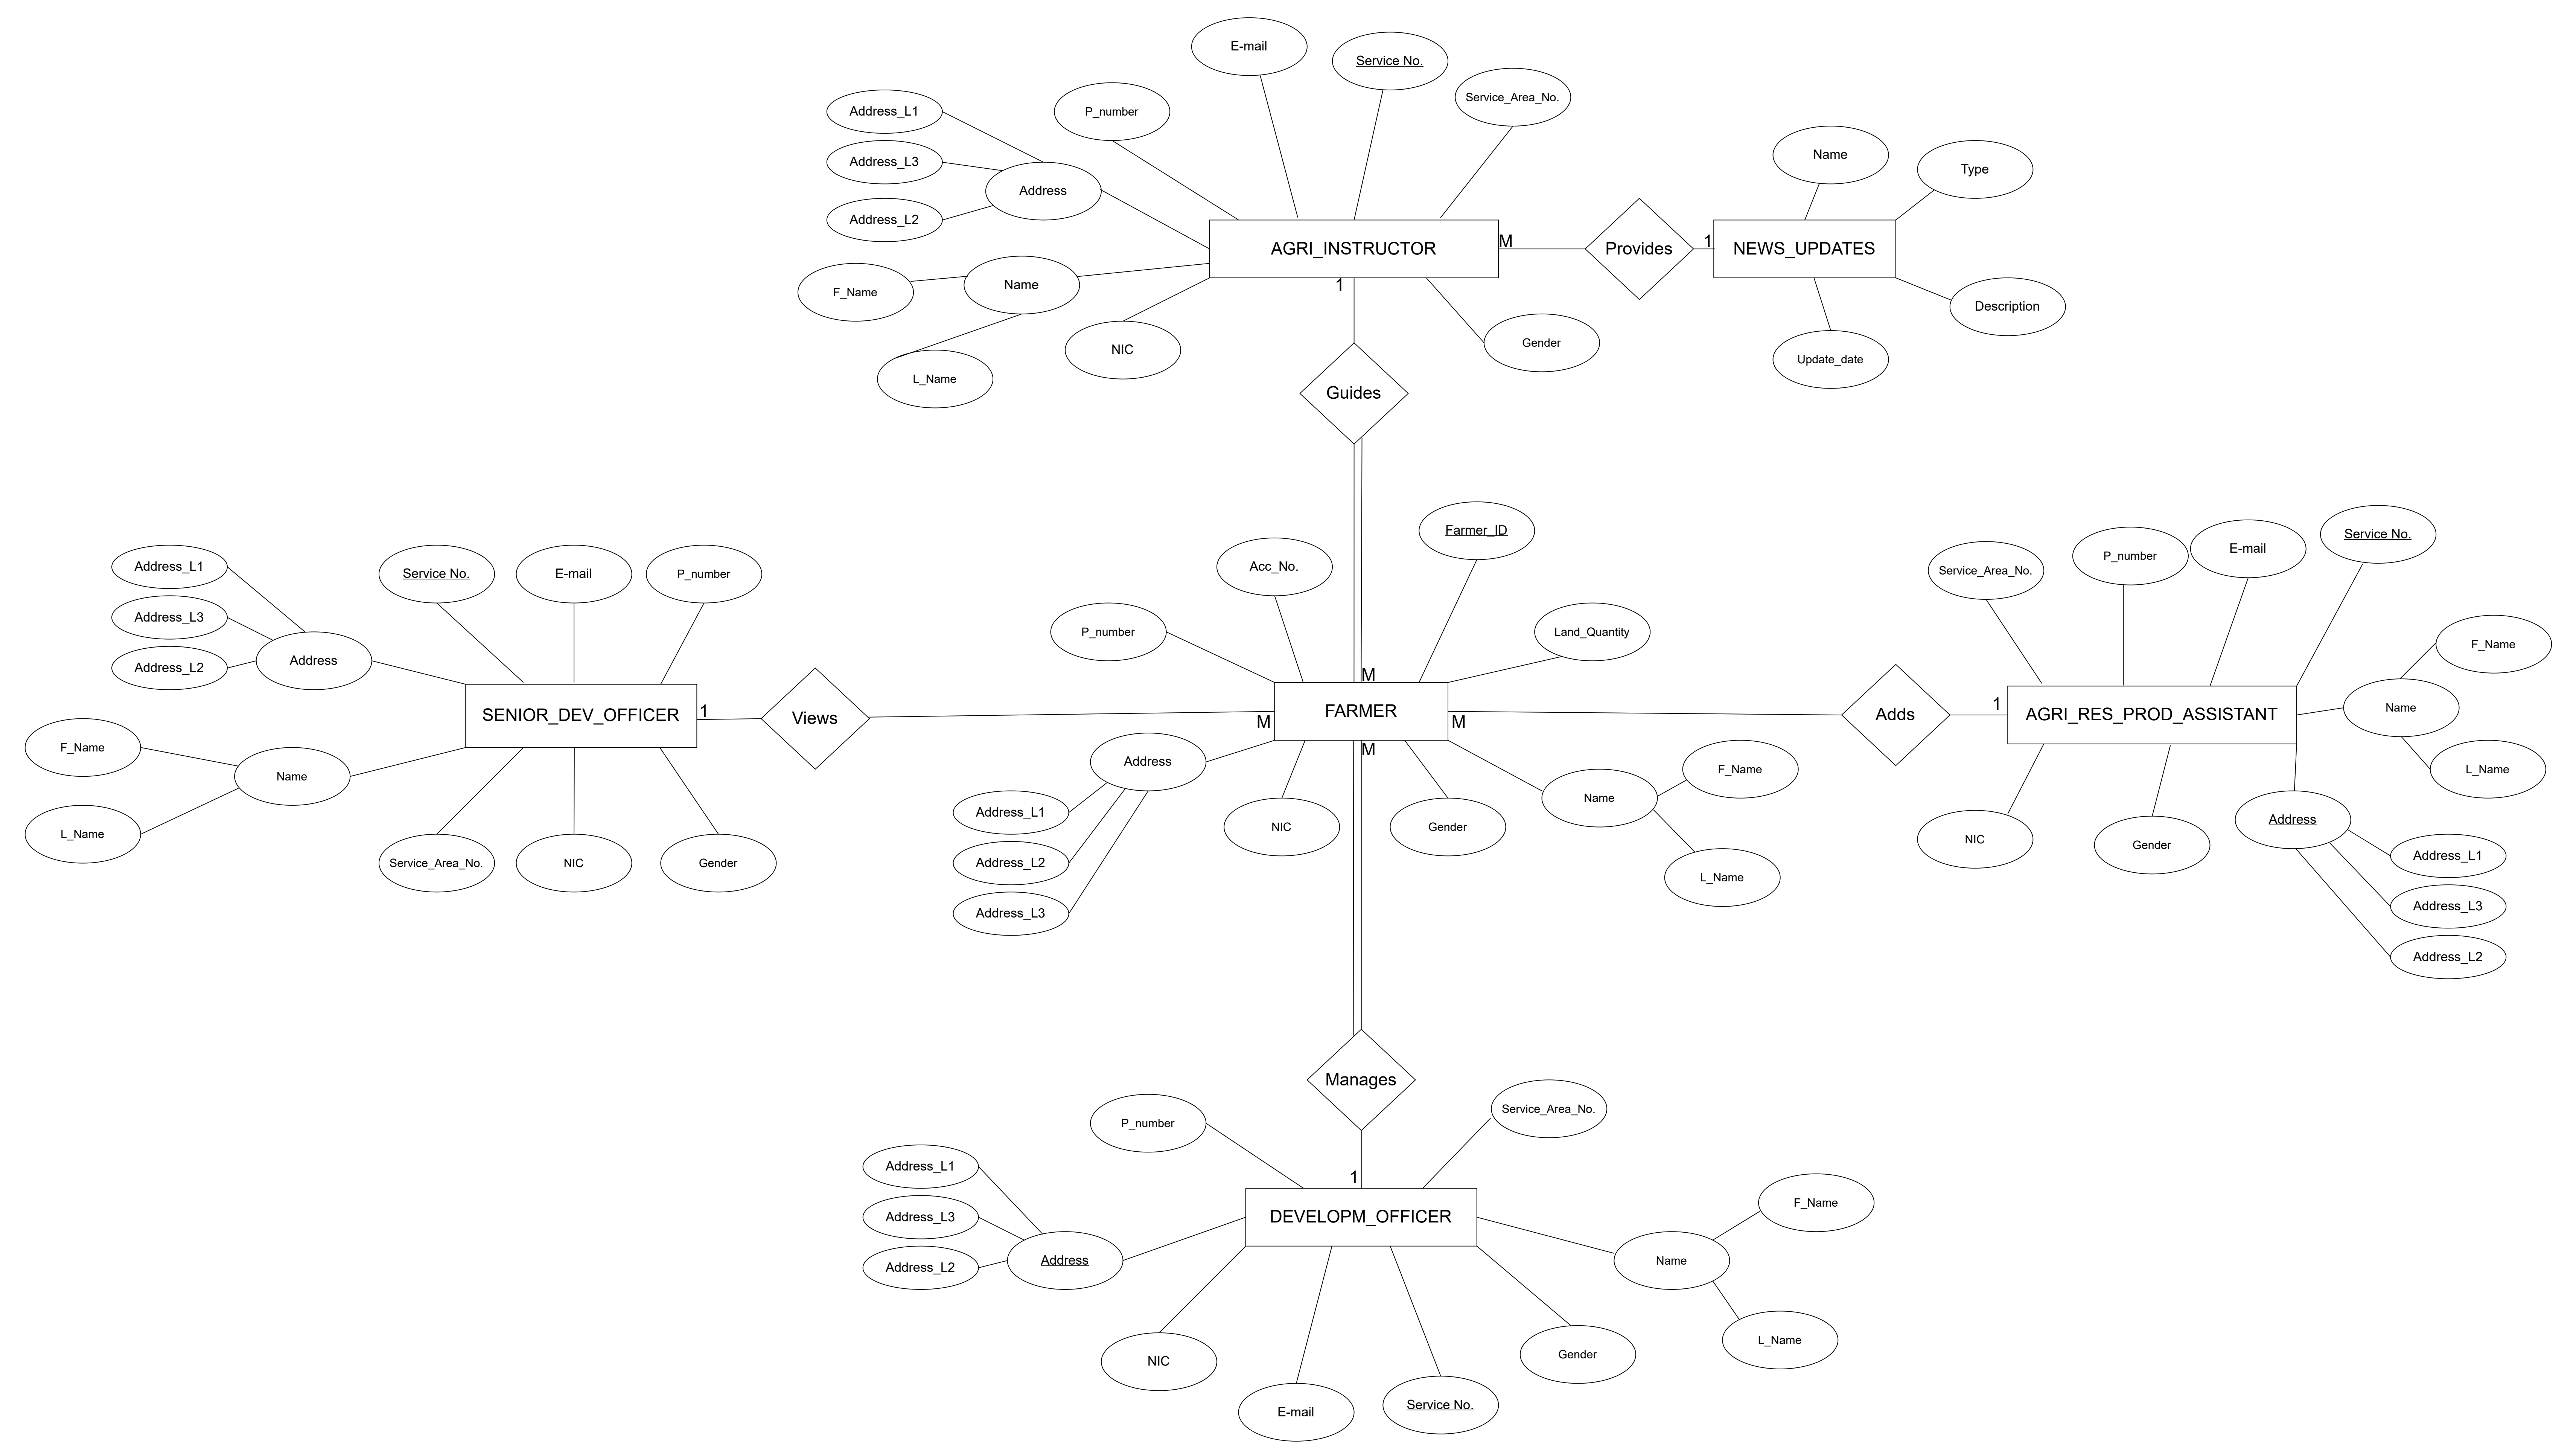 E-mail
Service No.
Service_Area_No.
P_number
Address_L1
Address_L3
Address_L2
Address
Name
Type
AGRI_INSTRUCTOR
M
Provides
1
NEWS_UPDATES
F_Name
Name
L_Name
NIC
1
Gender
Description
Update_date
Guides
Farmer_ID
Acc_No.
P_number
Land_Quantity
Address_L1
Address_L3
Address_L2
Address
Service No.
E-mail
P_number
Service_Area_No.
P_number
E-mail
Service No.
F_Name
Name
L_Name
SENIOR_DEV_OFFICER
1
Views
M
M
FARMER
M
M
Adds
1
AGRI_RES_PROD_ASSISTANT
F_Name
L_Name
Name
Service_Area_No.
NIC
Gender
Address
Address_L1
Address_L2
Address_L3
NIC
Gender
Name
F_Name
L_Name
NIC
Gender
Address
Address_L1
Address_L3
Address_L2
Manages
P_number
Service_Area_No.
1
DEVELOPM_OFFICER
Address_L1
Address_L3
Address_L2
Address
F_Name
Name
L_Name
NIC
E-mail
Service No.
Gender